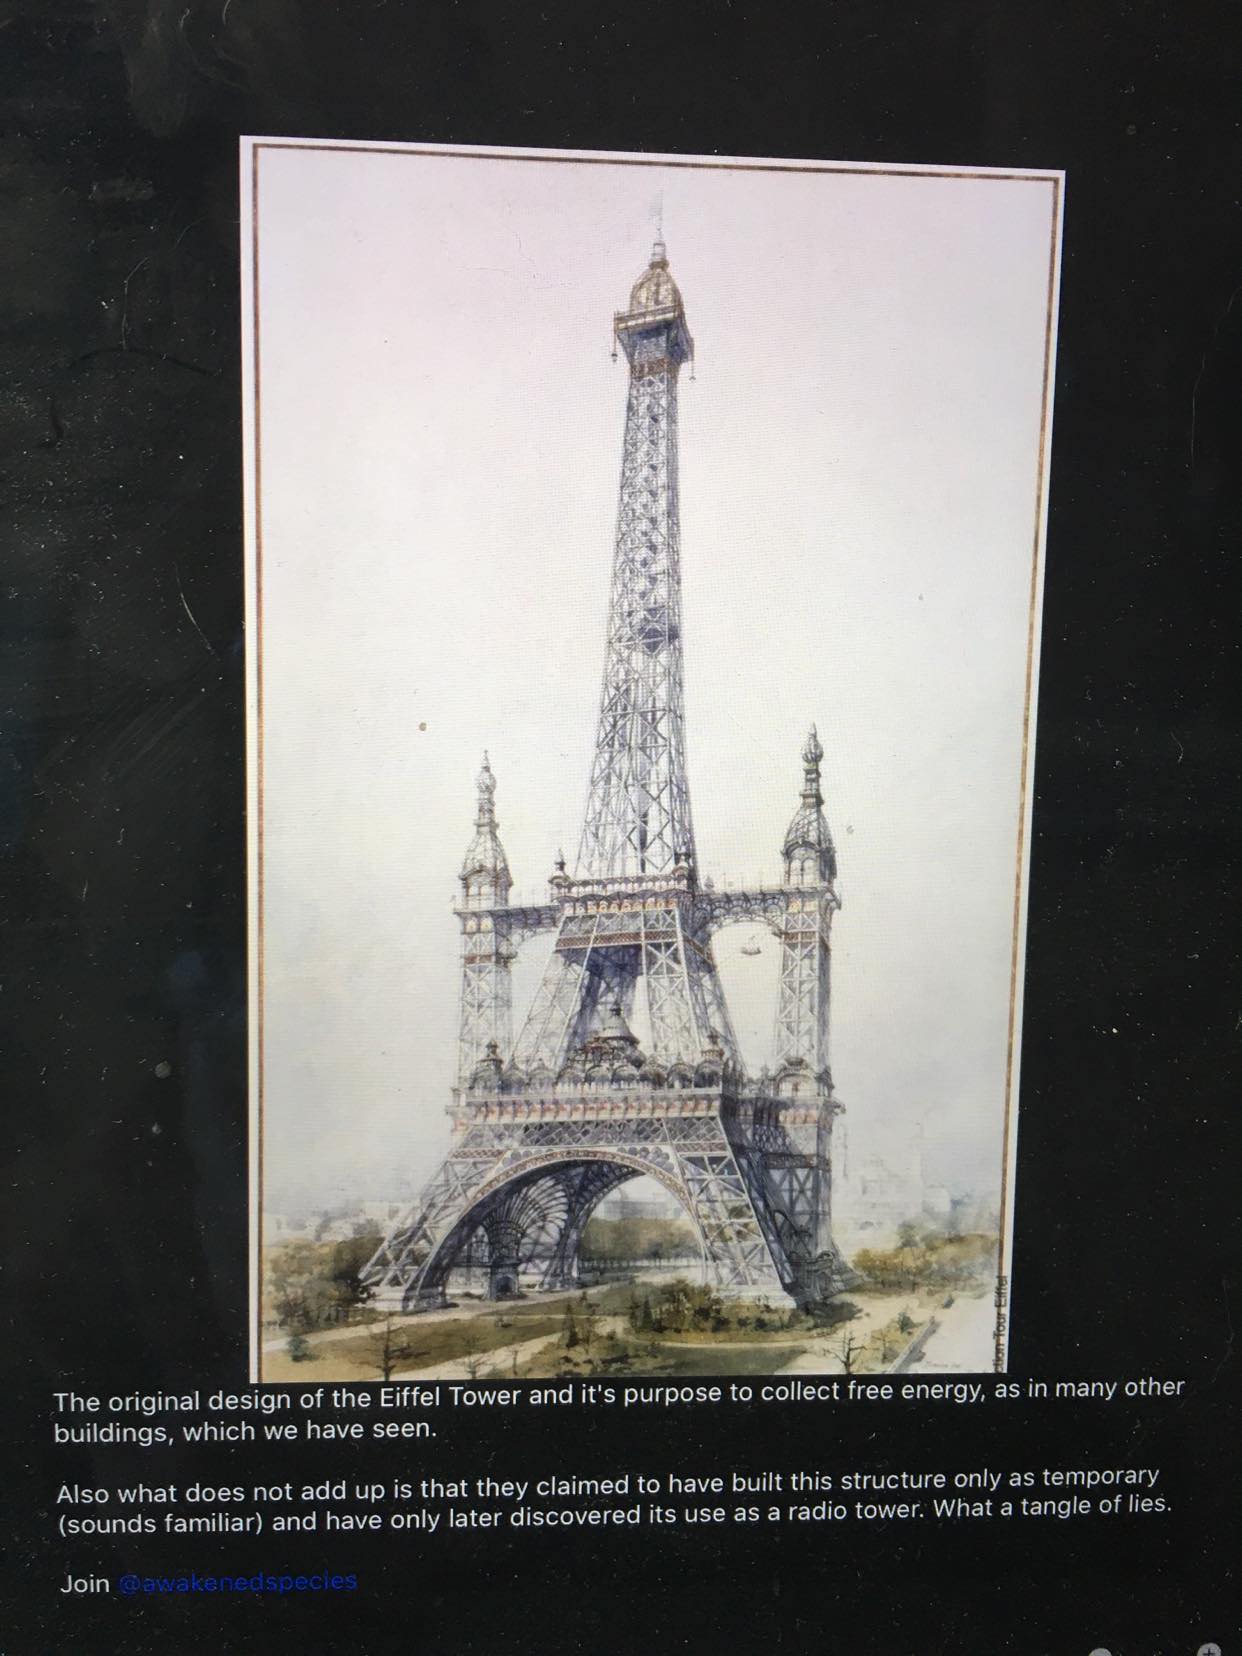 ction Tour Eiffel
The original design of the Eiffel Tower and it's purpose to collect free energy, as in many other
buildings, which we have seen.
Also what does not add up is that they claimed to have built this structure only as temporary
(sounds familiar) and have only later discovered its use as a radio tower. What a tangle of lies.
Join @awakenedspecies